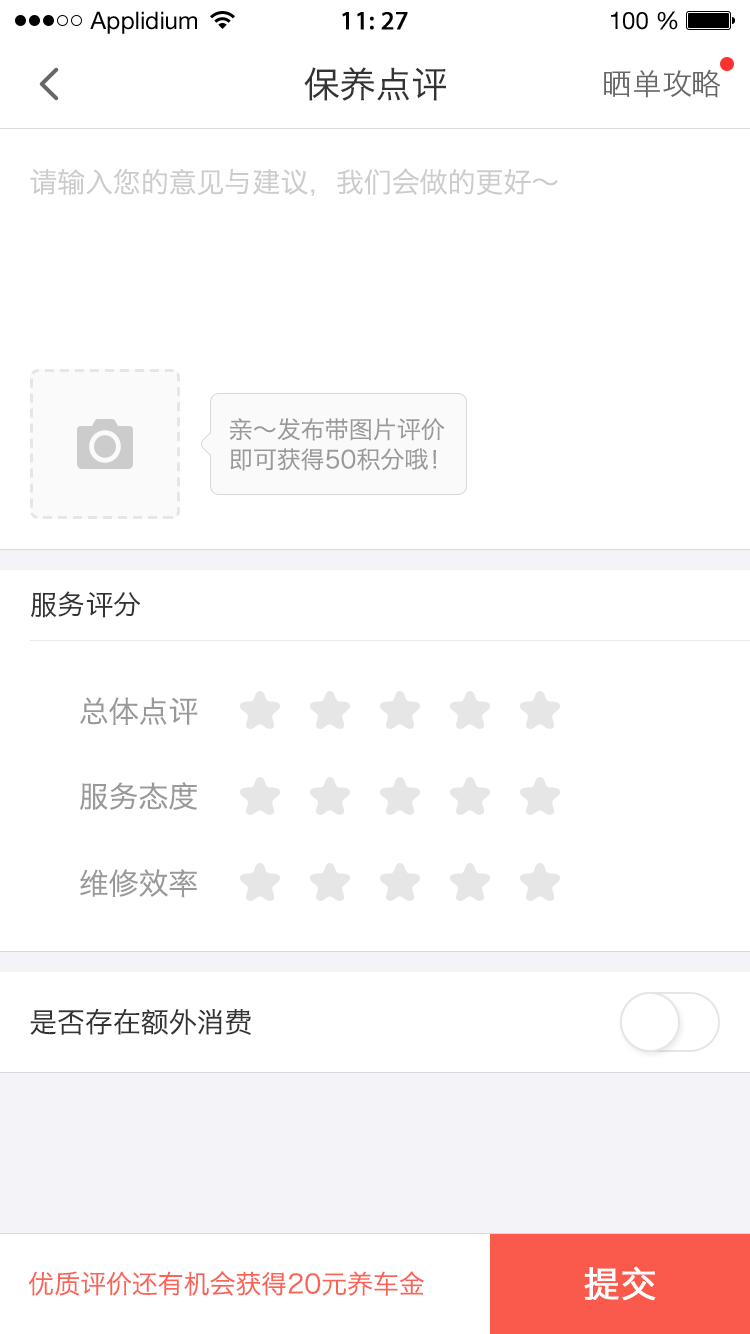 Applidium 11:27 100 %
保养点评 晒单攻略
请输入您的意见与建议，我们会做的更好～
亲～发布带图片评价
即可获得50积分哦！
服务评分
总体点评
服务态度
维修效率
是否存在额外消费
优质评价还有机会获得20元养车金 提交